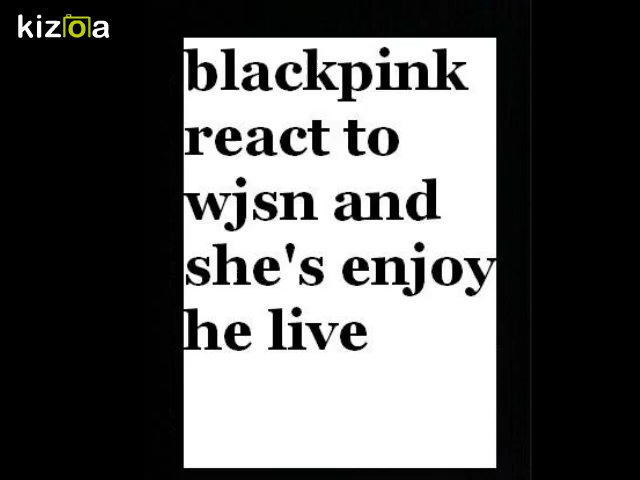 kizoa
blackpink
react to
wjsn and
she's enjoy
he live